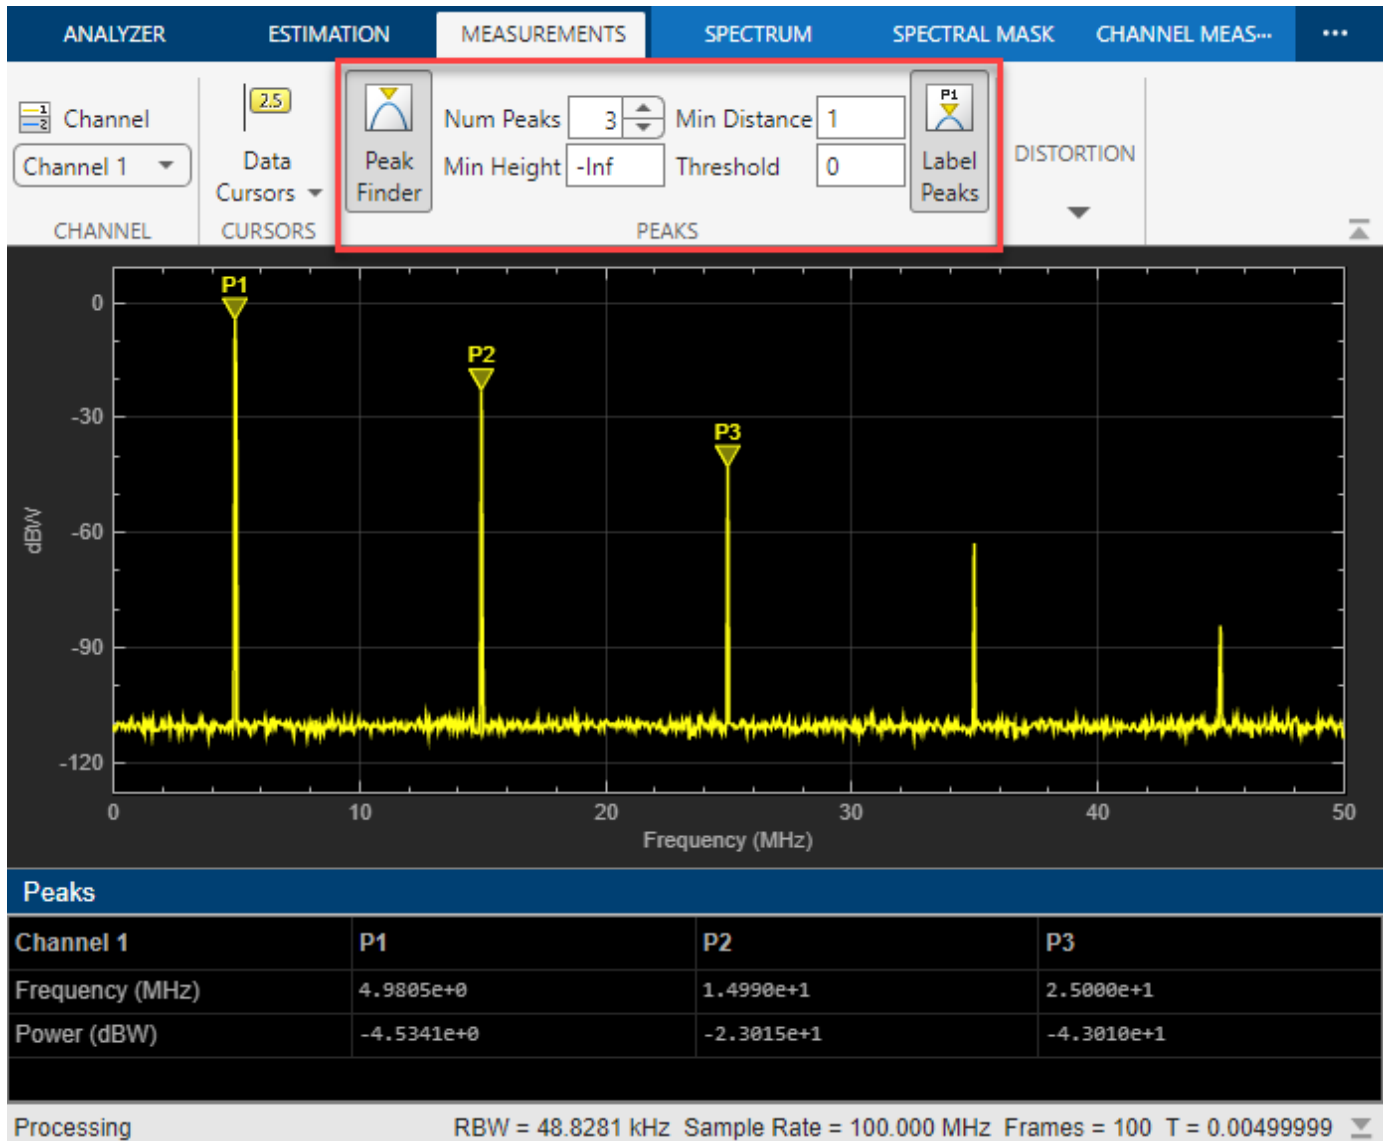 ANALYZER ESTIMATION MEASUREMENTS SPECTRUM SPECTRAL MASK CHANNEL MEAS··· ···
2.5 P1
Channel Num Peaks 3 Min Distance 1
Channel 1 Data Cursors Peak Finder Min Height -Inf Threshold 0 Label Peaks DISTORTION
CHANNEL CURSORS PEAKS
P1
0
P2
-30
P3
dBW
-60
-90
-120
0 10 20 30 40 50
Frequency (MHz)
Peaks
Channel 1 P1 P2 P3
Frequency (MHz) 4.9805e+0 1.4990e+1 2.5000e+1
Power (dBW) -4.5341e+0 -2.3015e+1 -4.3010e+1
Processing RBW = 48.8281 kHz Sample Rate = 100.000 MHz Frames = 100 T = 0.00499999